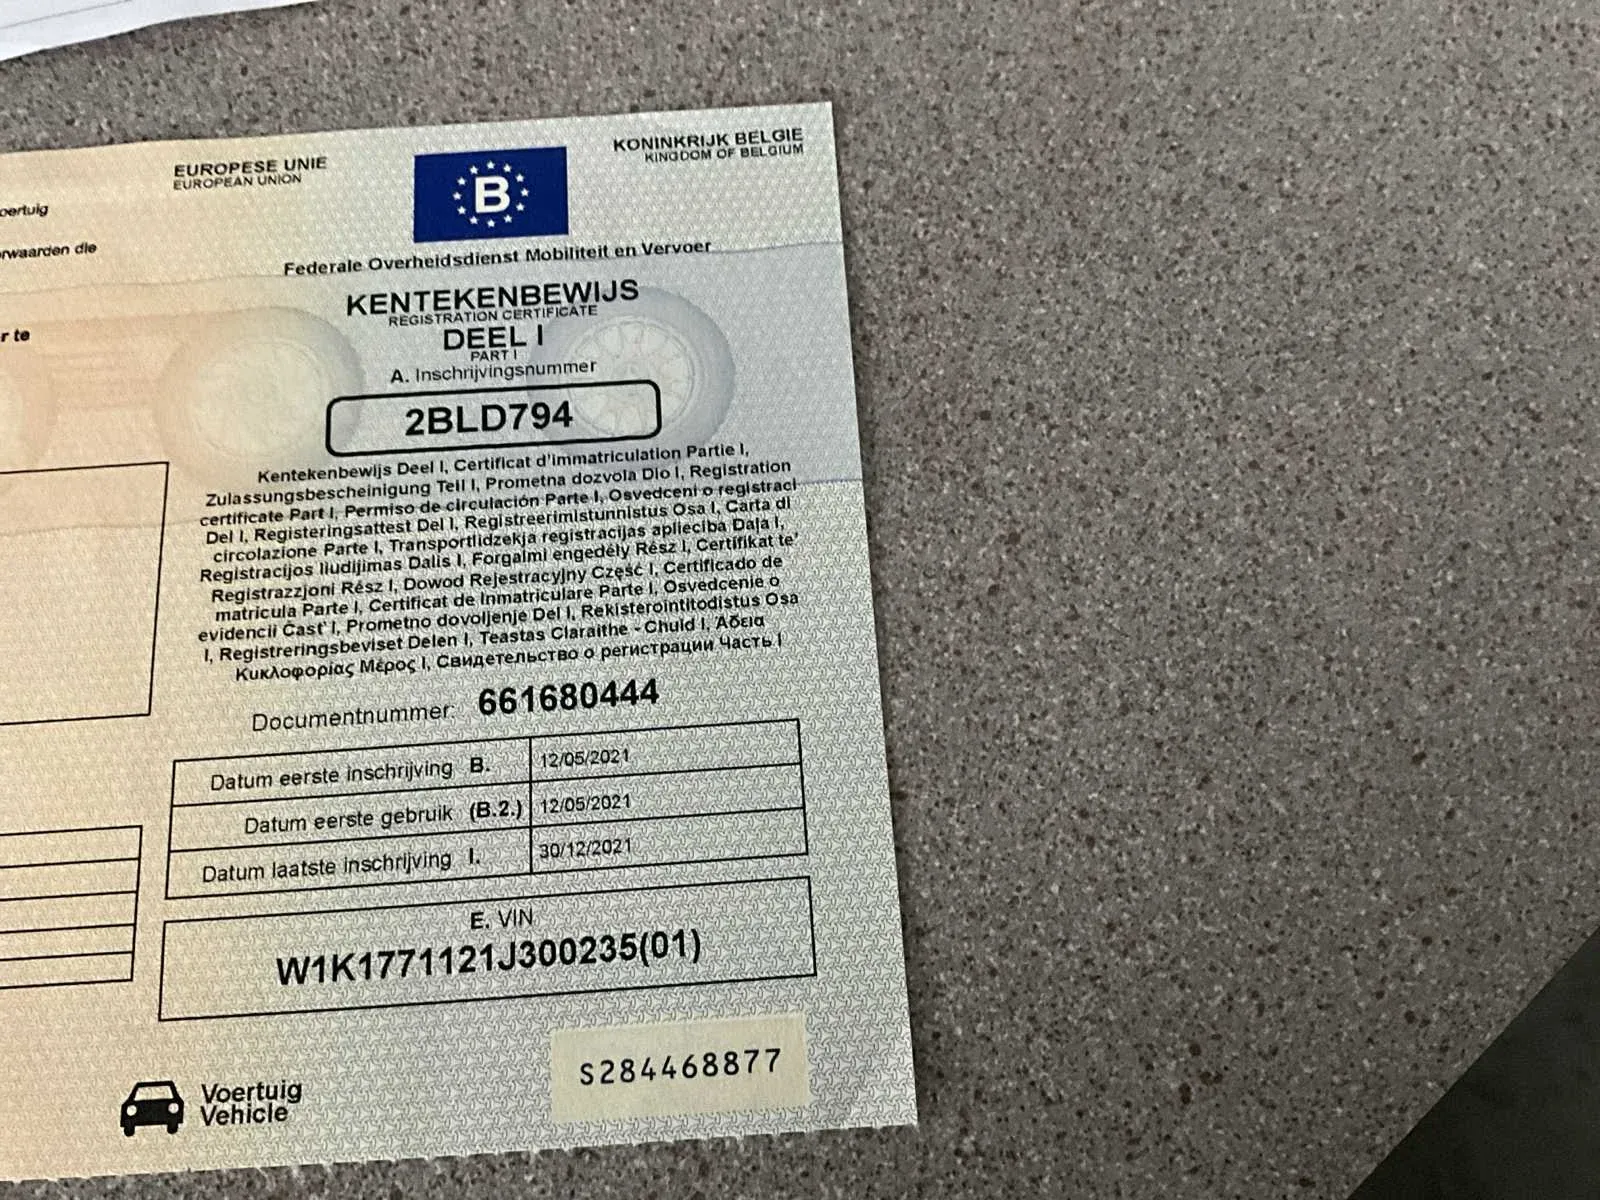 EUROPESE UNIE
EUROPEAN UNION
B
KONINKRIJK BELGIE
KINGDOM OF BELGIUM
oertuig
rwaarden die
r te
Federale Overheidsdienst Mobiliteit en Vervoer
KENTEKENBEWIJS
REGISTRATION CERTIFICATE
DEEL I
PART I
A. Inschrijvingsnummer
2BLD794
Kentekenbewijs Deel I, Certificat d'immatriculation Partie I,
Zulassungsbescheinigung Teil I, Prometna dozvola Dio I, Registration
certificate Part I, Permiso de circulación Parte I, Osvedceni o registraci
Del I, Registeringsattest Del I, Registreerimistunnistus Osa I, Carta di
circolazione Parte I, Transportlidzekja registracijas aplieciba Daļa I,
Registracijos liudijimas Dalis I, Forgalmi engedély Rész I, Certifikat te'
Registrazzjoni Rész I, Dowod Rejestracyjny Część I, Certificado de
matricula Parte I, Certificat de Inmatriculare Parte I, Osvedcenie o
evidencii Časť I, Prometno dovoljenje Del I, Rekisterointitodistus Osa
I, Registreringsbeviset Delen I, Teastas Claraithe - Chuid I, Άδεια
Κυκλοφορίας Μέρος I, Свидетельство о регистрации Часть I
Documentnummer: 661680444
Datum eerste inschrijving B. 12/05/2021
Datum eerste gebruik (B.2.) 12/05/2021
Datum laatste inschrijving I. 30/12/2021
E. VIN
W1K1771121J300235(01)
S284468877
Voertuig
Vehicle